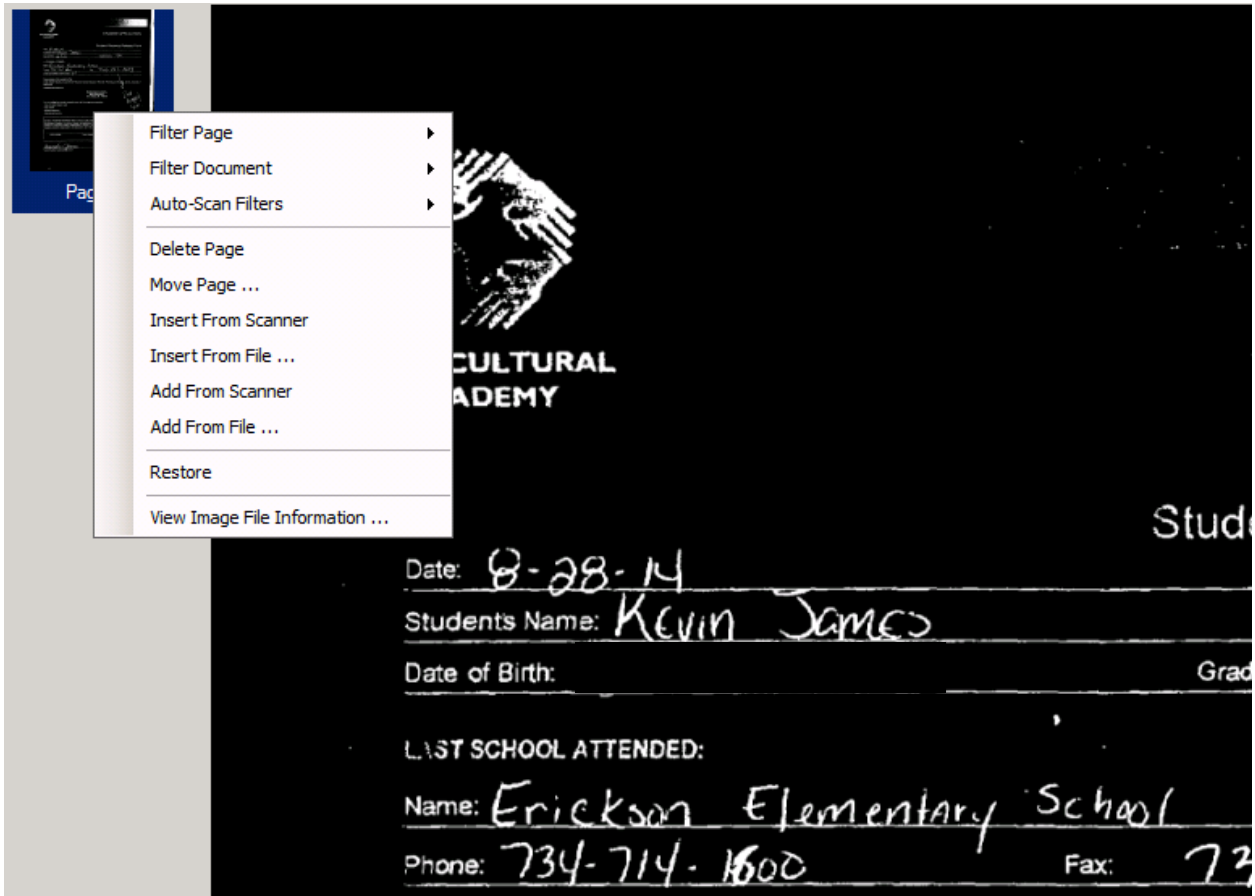 Pag
Filter Page
Filter Document
Auto-Scan Filters
Delete Page
Move Page ...
Insert From Scanner
Insert From File ...
Add From Scanner
Add From File ...
Restore
View Image File Information ...
CULTURAL
ADEMY
Stude
Date: 8-28-14
Student's Name: Kevin James
Date of Birth: Grad
LAST SCHOOL ATTENDED:
Name: Erickson Elementary School
Phone: 734-714-1600 Fax: 73